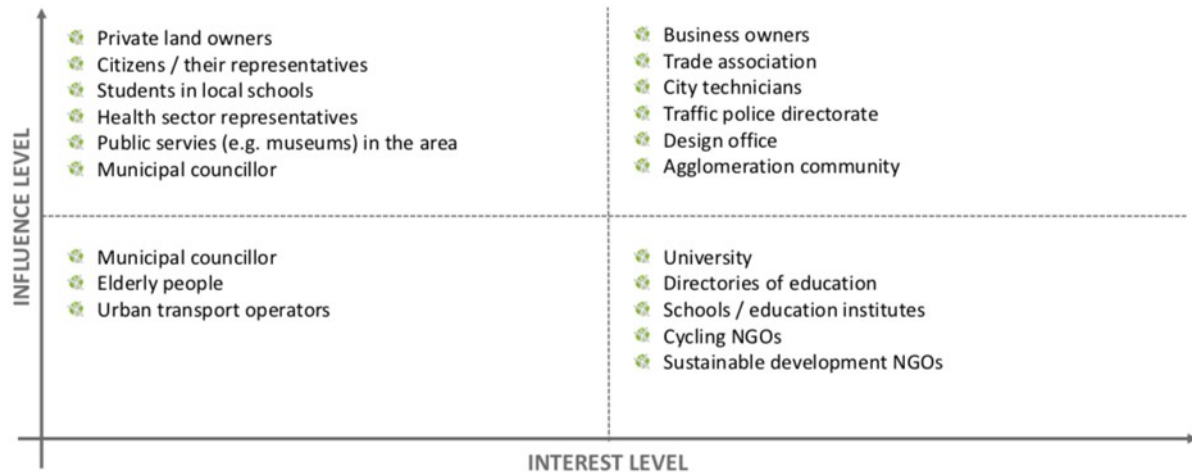 INFLUENCE LEVEL
Private land owners
Citizens / their representatives
Students in local schools
Health sector representatives
Public servies (e.g. museums) in the area
Municipal councillor
Business owners
Trade association
City technicians
Traffic police directorate
Design office
Agglomeration community
Municipal councillor
Elderly people
Urban transport operators
University
Directories of education
Schools / education institutes
Cycling NGOs
Sustainable development NGOs
INTEREST LEVEL